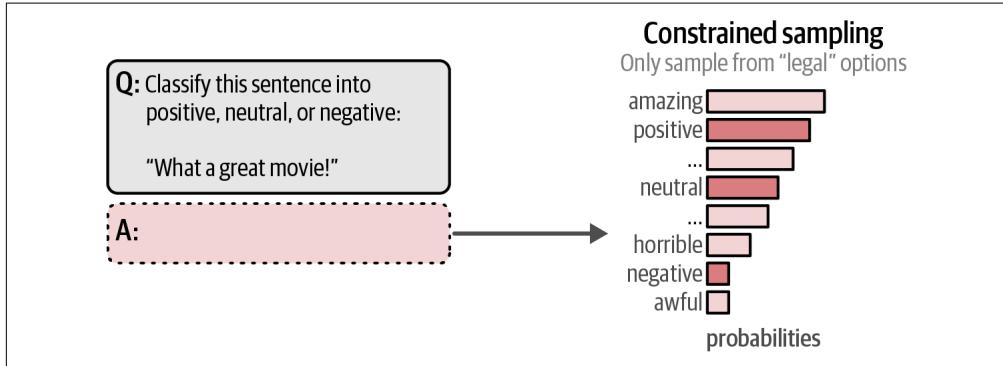 Q: Classify this sentence into
positive, neutral, or negative:
“What a great movie!”
A:
Constrained sampling
Only sample from “legal” options
amazing
positive
...
neutral
...
horrible
negative
awful
probabilities